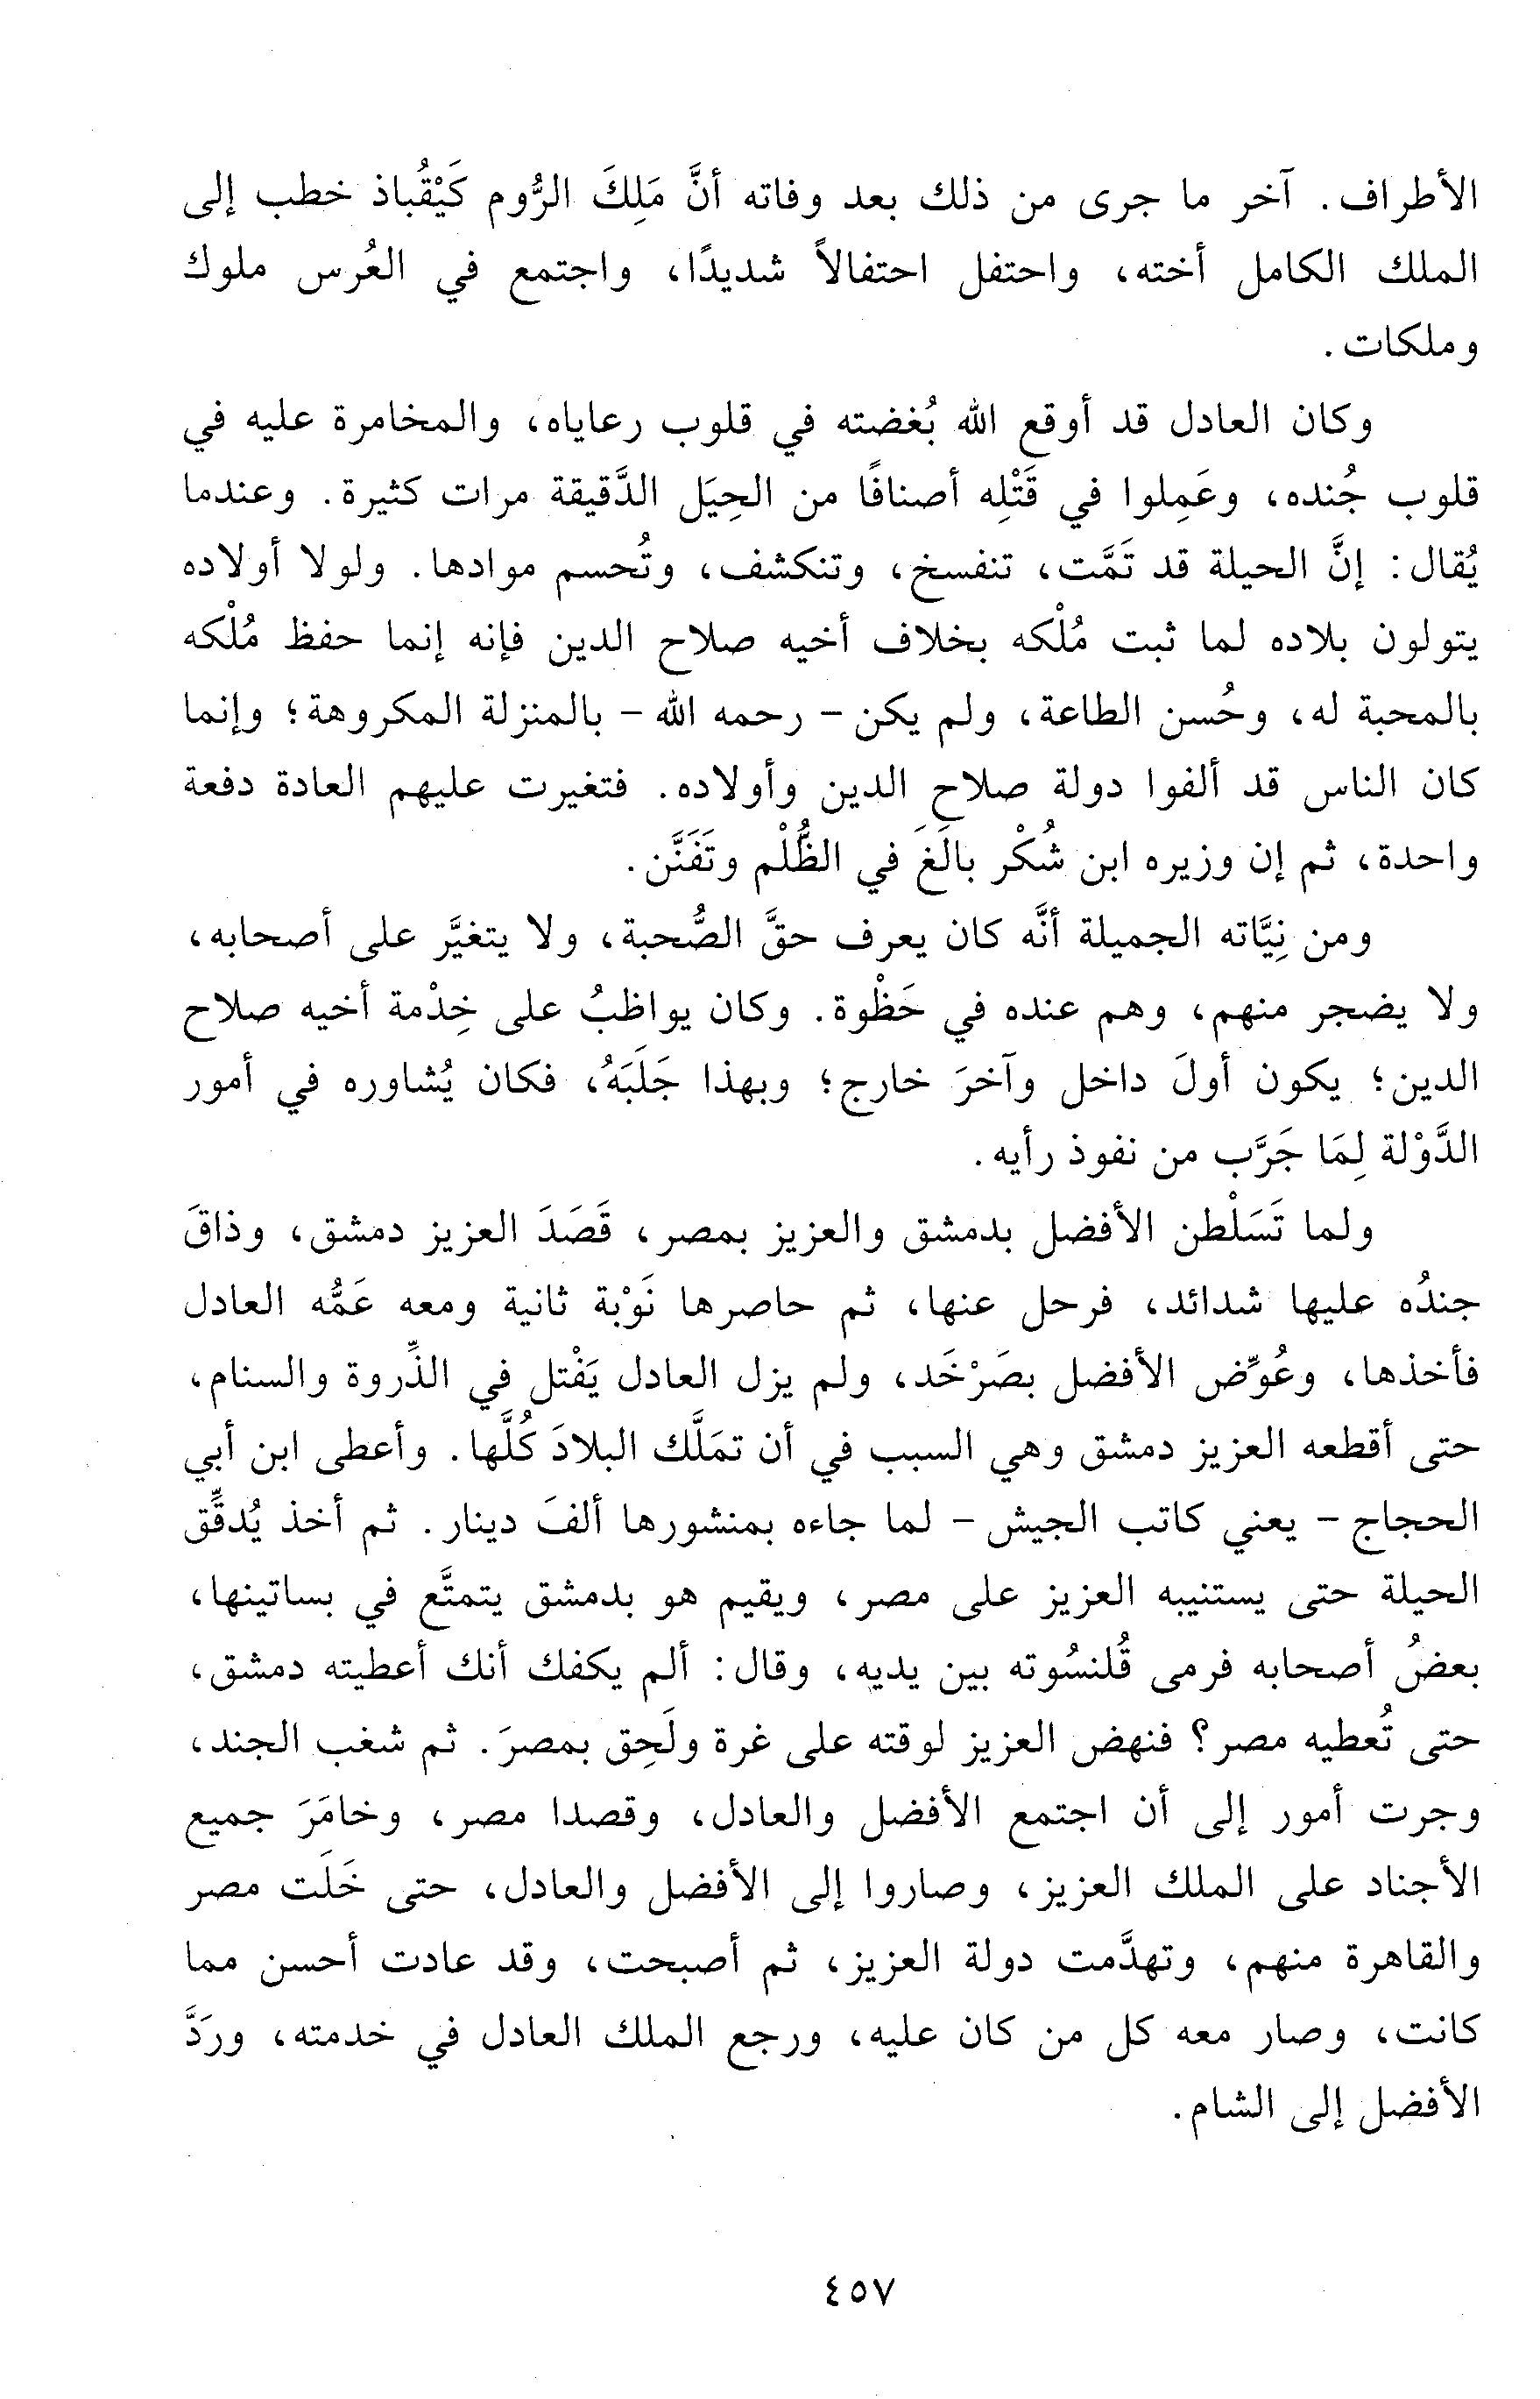 الأطراف. آخر ما جرى من ذلك بعد وفاته أنَّ مَلِكَ الرُّوم كَيْقُباذ خطب إلى
الملك الكامل أخته، واحتفل احتفالاً شديدًا، واجتمع في العُرس ملوك
وملكات.
وكان العادل قد أوقع الله بُغضته في قلوب رعاياه، والمخامرة عليه في
قلوب جُنده، وعَمِلوا في قَتْلِه أصنافًا من الحِيَل الدَّقيقة مرات كثيرة. وعندما
يُقال: إنَّ الحيلة قد تَمَّت، تنفسخ، وتنكشف، وتُحسم موادها. ولولا أولاده
يتولون بلاده لما ثبت مُلْكه بخلاف أخيه صلاح الدين فإنه إنما حفظ مُلْكه
بالمحبة له، وحُسن الطاعة، ولم يكن - رحمه الله - بالمنزلة المكروهة؛ وإنما
كان الناس قد ألفوا دولة صلاح الدين وأولاده. فتغيرت عليهم العادة دفعة
واحدة، ثم إن وزيره ابن شُكْر بالَغَ في الظُّلْم وتَفَنَّن.
ومن نِيَّاته الجميلة أنَّه كان يعرف حقَّ الصُّحبة، ولا يتغيَّر على أصحابه،
ولا يضجر منهم، وهم عنده في حَظْوة. وكان يواظبُ على خِدْمة أخيه صلاح
الدين؛ يكون أولَ داخل وآخرَ خارج؛ وبهذا جَلَبَهُ، فكان يُشاوره في أمور
الدَّوْلة لِمَا جَرَّب من نفوذ رأيه.
ولما تَسَلْطن الأفضل بدمشق والعزيز بمصر، قَصَدَ العزيز دمشق، وذاقَ
جندُه عليها شدائد، فرحل عنها، ثم حاصرها نَوْبة ثانية ومعه عَمُّه العادل
فأخذها، وعُوِّض الأفضل بصَرْخَد، ولم يزل العادل يَفْتل في الذِّروة والسنام،
حتى أقطعه العزيز دمشق وهي السبب في أن تمَلَّك البلادَ كُلَّها. وأعطى ابن أبي
الحجاج - يعني كاتب الجيش - لما جاءه بمنشورها ألفَ دينار. ثم أخذ يُدقِّق
الحيلة حتى يستنيبه العزيز على مصر، ويقيم هو بدمشق يتمتَّع في بساتينها،
بعضُ أصحابه فرمى قُلنسُوته بين يديه، وقال: ألم يكفك أنك أعطيته دمشق،
حتى تُعطيه مصر؟ فنهض العزيز لوقته على غرة ولَحِق بمصرَ. ثم شغب الجند،
وجرت أمور إلى أن اجتمع الأفضل والعادل، وقصدا مصر، وخامَرَ جميع
الأجناد على الملك العزيز، وصاروا إلى الأفضل والعادل، حتى خَلَت مصر
والقاهرة منهم، وتهدَّمت دولة العزيز، ثم أصبحت، وقد عادت أحسن مما
كانت، وصار معه كل من كان عليه، ورجع الملك العادل في خدمته، ورَدَّ
الأفضل إلى الشام.
٤٥٧